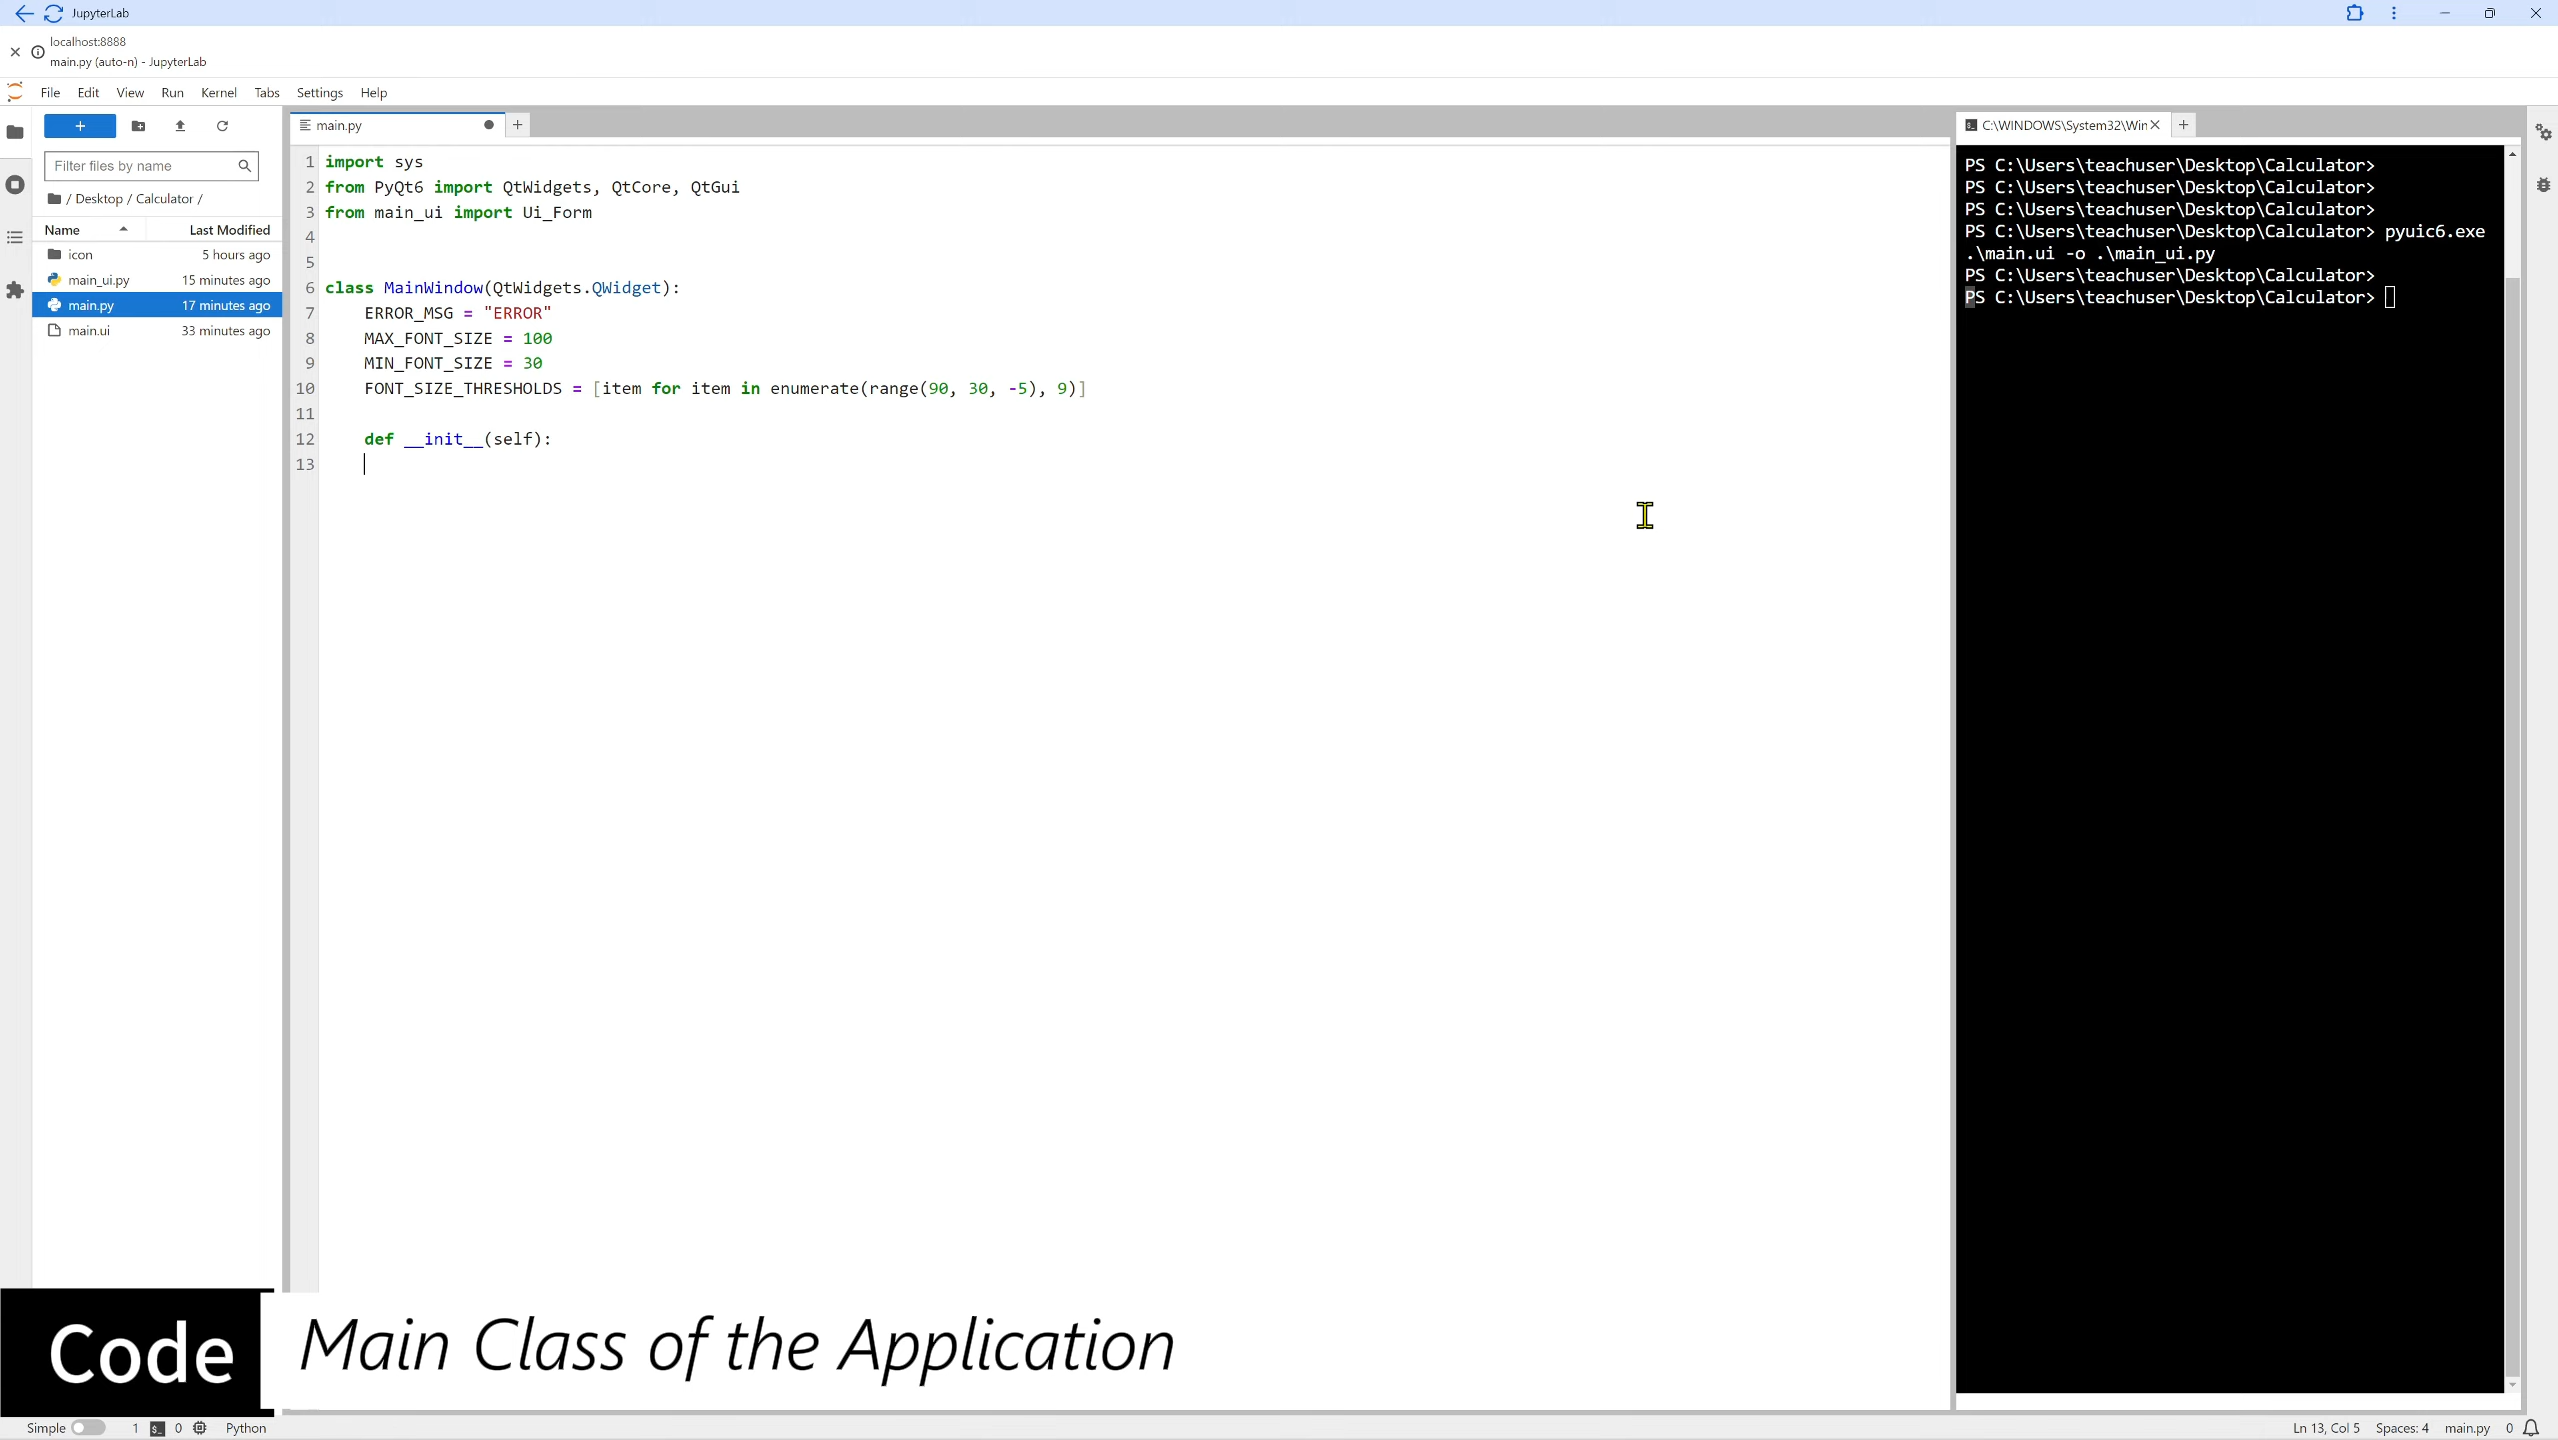 JupyterLab
localhost:8888
main.py (auto-n) - JupyterLab
File Edit View Run Kernel Tabs Settings Help
Filter files by name
/ Desktop / Calculator /
Name Last Modified
icon 5 hours ago
main_ui.py 15 minutes ago
main.py 17 minutes ago
main.ui 33 minutes ago
main.py
1 import sys
2 from PyQt6 import QtWidgets, QtCore, QtGui
3 from main_ui import Ui_Form
4
5
6 class MainWindow(QtWidgets.QWidget):
7     ERROR_MSG = "ERROR"
8     MAX_FONT_SIZE = 100
9     MIN_FONT_SIZE = 30
10     FONT_SIZE_THRESHOLDS = [item for item in enumerate(range(90, 30, -5), 9)]
11
12     def __init__(self):
13
C:\WINDOWS\System32\Win
PS C:\Users\teachuser\Desktop\Calculator>
PS C:\Users\teachuser\Desktop\Calculator>
PS C:\Users\teachuser\Desktop\Calculator>
PS C:\Users\teachuser\Desktop\Calculator> pyuic6.exe
.\main.ui -o .\main_ui.py
PS C:\Users\teachuser\Desktop\Calculator>
PS C:\Users\teachuser\Desktop\Calculator>
Code Main Class of the Application
Simple 1 0 Python Ln 13, Col 5 Spaces: 4 main.py 0